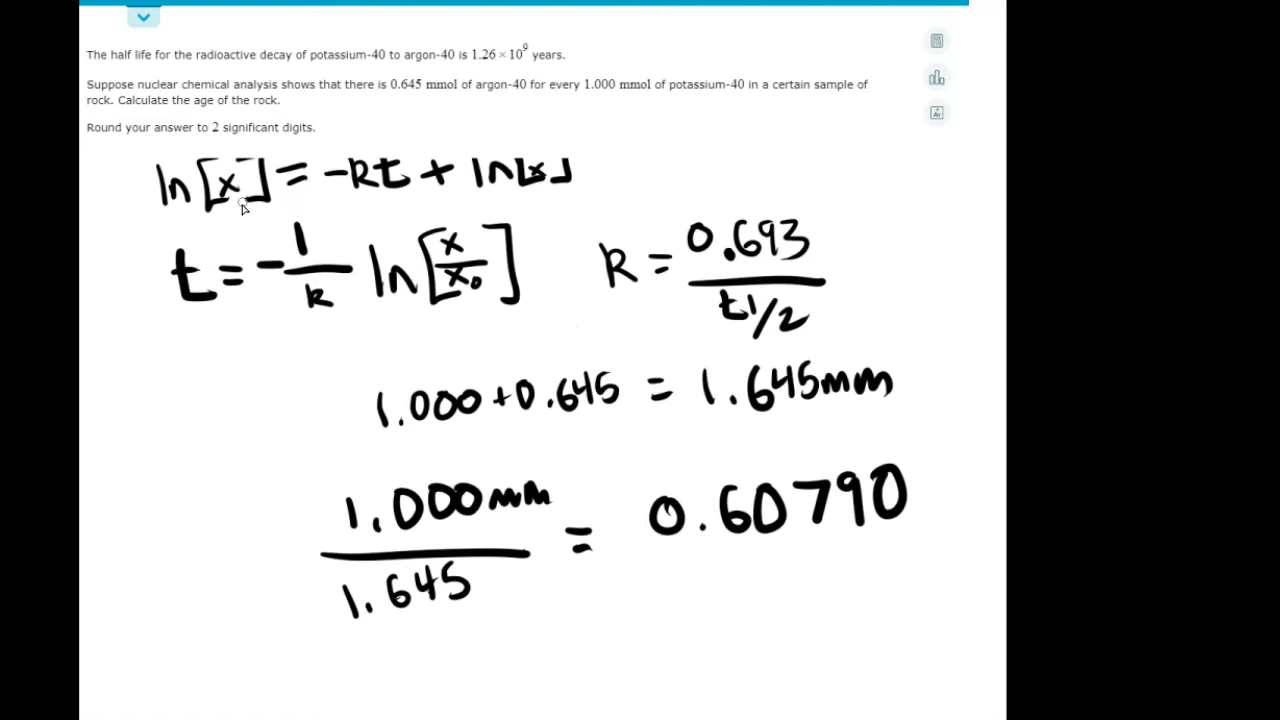 The half life for the radioactive decay of potassium-40 to argon-40 is 1.26 × 10⁹ years.
Suppose nuclear chemical analysis shows that there is 0.645 mmol of argon-40 for every 1.000 mmol of potassium-40 in a certain sample of
rock. Calculate the age of the rock.
Round your answer to 2 significant digits.
ln[x] = -kt + ln[x]
t = -1/k ln[x/x₀] k = 0.693/t1/2
1.000 + 0.645 = 1.645mm
1.000mm/1.645 = 0.60790
Ar